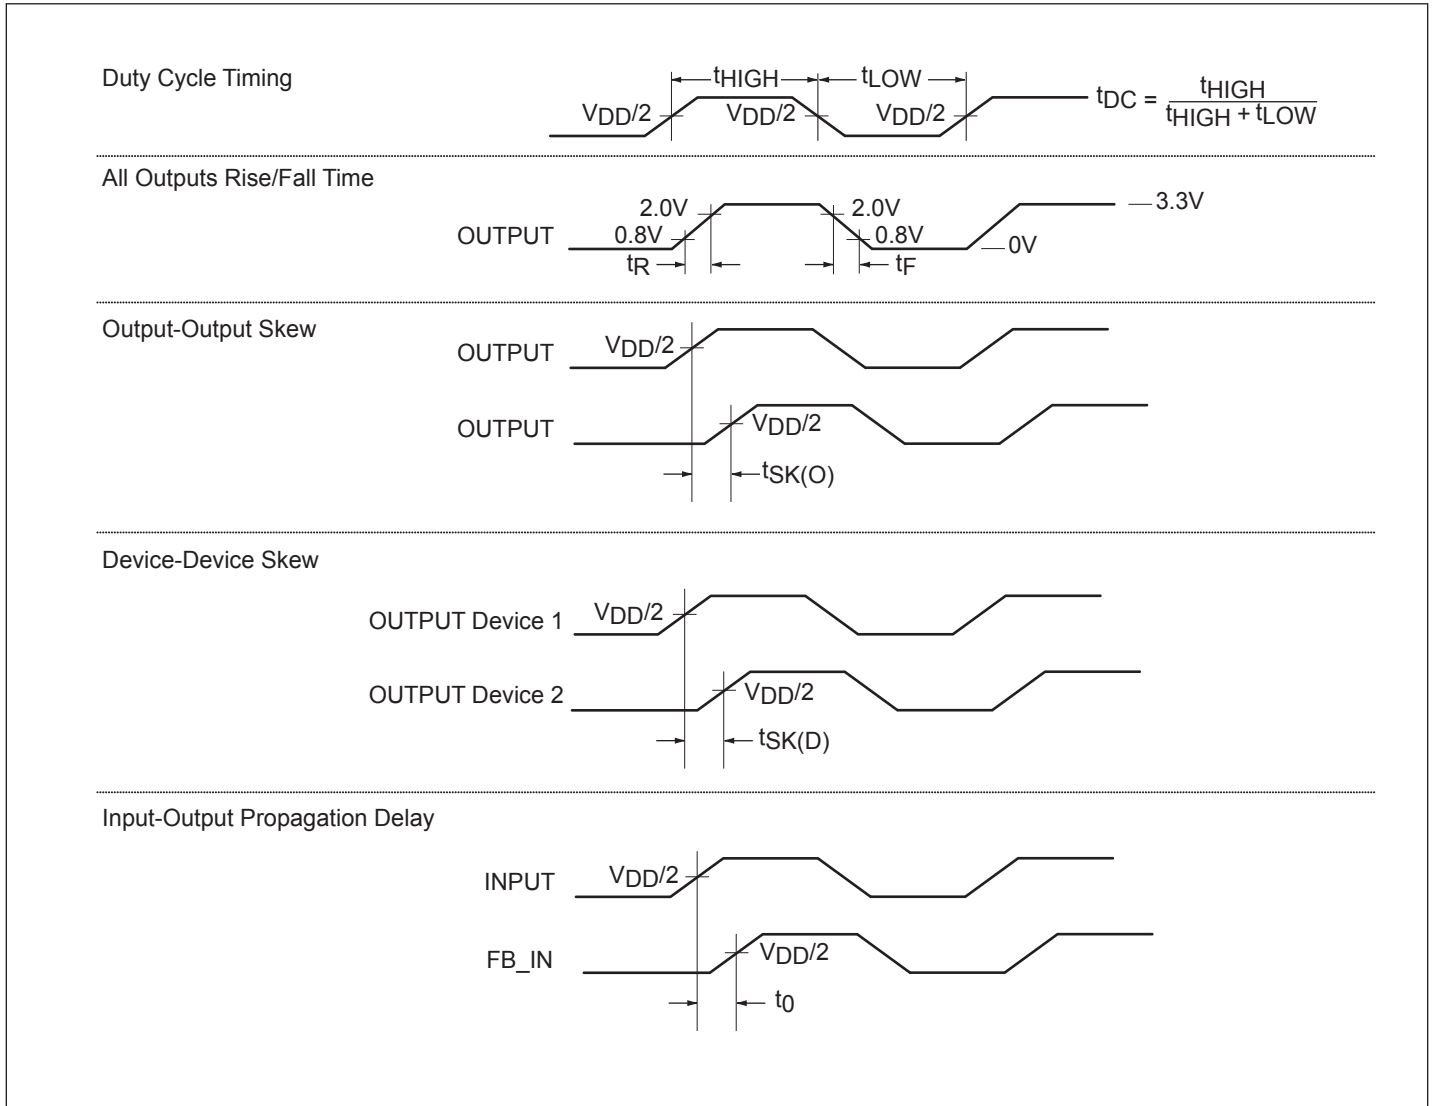 Duty Cycle Timing
tHIGH tLOW
VDD/2 VDD/2 VDD/2
tDC = tHIGH
tHIGH + tLOW
All Outputs Rise/Fall Time
OUTPUT
2.0V 2.0V 3.3V
0.8V 0.8V 0V
tR tF
Output-Output Skew
OUTPUT VDD/2
OUTPUT VDD/2
tSK(O)
Device-Device Skew
OUTPUT Device 1 VDD/2
OUTPUT Device 2 VDD/2
tSK(D)
Input-Output Propagation Delay
INPUT VDD/2
FB_IN VDD/2
t0